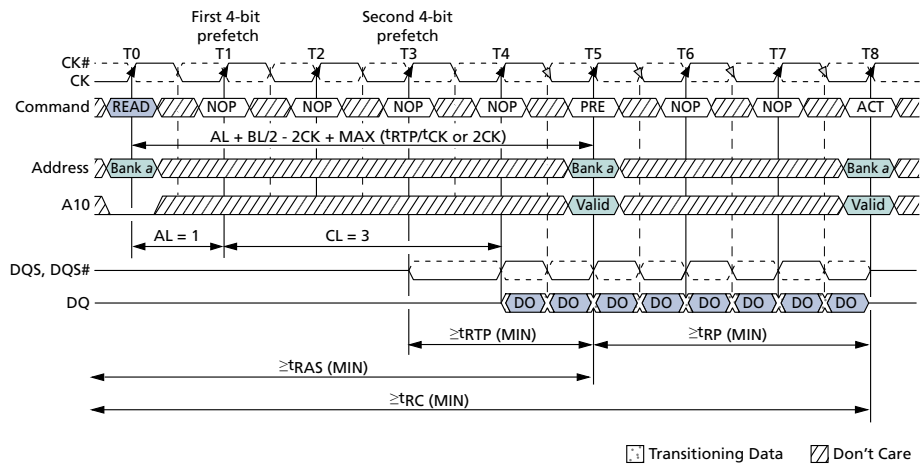 First 4-bit prefetch
Second 4-bit prefetch
T0 T1 T2 T3 T4 T5 T6 T7 T8
CK#
CK
Command READ NOP NOP NOP NOP PRE NOP NOP ACT
AL + BL/2 - 2CK + MAX (tRTP/tCK or 2CK)
Address Bank a Bank a Bank a
A10 Valid Valid
AL = 1 CL = 3
DQS, DQS#
DQ DO DO DO DO DO DO DO DO
≥tRTP (MIN) ≥tRP (MIN)
≥tRAS (MIN)
≥tRC (MIN)
Transitioning Data Don't Care